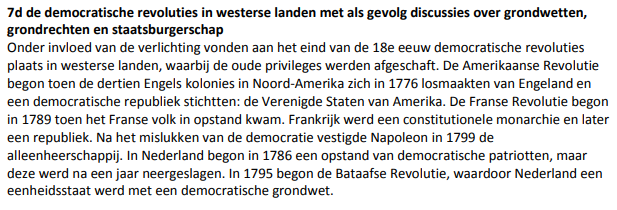 7d de democratische revoluties in westerse landen met als gevolg discussies over grondwetten,
grondrechten en staatsburgerschap
Onder invloed van de verlichting vonden aan het eind van de 18e eeuw democratische revoluties
plaats in westerse landen, waarbij de oude privileges werden afgeschaft. De Amerikaanse Revolutie
begon toen de dertien Engels kolonies in Noord-Amerika zich in 1776 losmaakten van Engeland en
een democratische republiek stichtten: de Verenigde Staten van Amerika. De Franse Revolutie begon
in 1789 toen het Franse volk in opstand kwam. Frankrijk werd een constitutionele monarchie en later
een republiek. Na het mislukken van de democratie vestigde Napoleon in 1799 de
alleenheerschappij. In Nederland begon in 1786 een opstand van democratische patriotten, maar
deze werd na een jaar neergeslagen. In 1795 begon de Bataafse Revolutie, waardoor Nederland een
eenheidsstaat werd met een democratische grondwet.